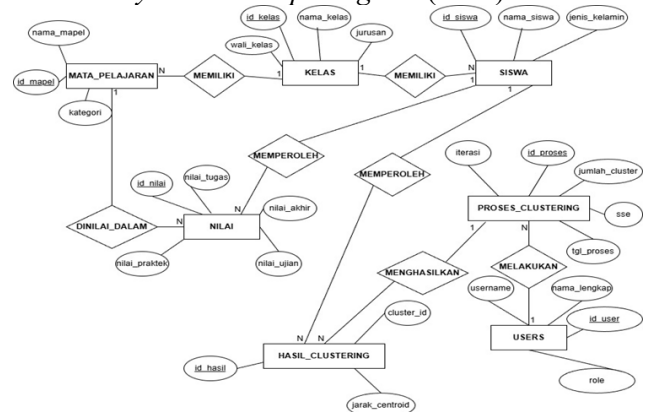 id_kelas
nama_kelas
id_siswa
nama_siswa
jenis_kelamin
nama_mapel
wali_kelas
jurusan
MATA_PELAJARAN
N
MEMILIKI
1
KELAS
1
MEMILIKI
N
SISWA
id_mapel
1
1
1
kategori
MEMPEROLEH
MEMPEROLEH
iterasi
id_proses
jumlah_cluster
id_nilai
nilai_tugas
nilai_akhir
PROSES_CLUSTERING
sse
DINILAI_DALAM
N
NILAI
N
1
N
tgl_proses
nilai_praktek
nilai_ujian
MENGHASILKAN
MELAKUKAN
username
nama_lengkap
cluster_id
id_user
1
USERS
N
N
HASIL_CLUSTERING
id_hasil
role
jarak_centroid